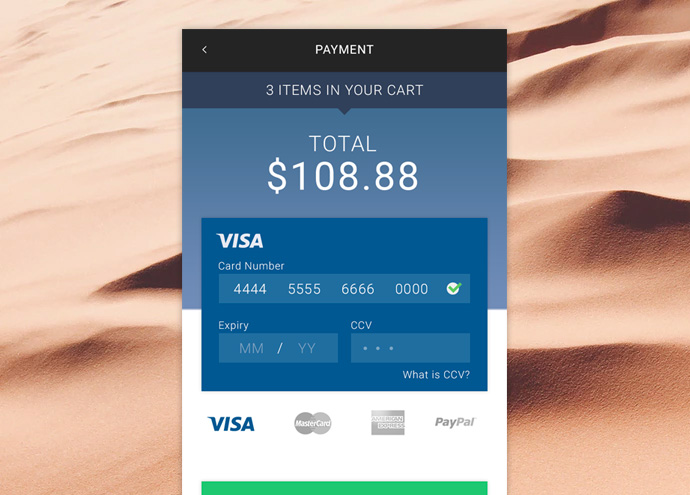 PAYMENT
3 ITEMS IN YOUR CART
TOTAL
$108.88
VISA
Card Number
4444 5555 6666 0000
Expiry CCV
MM / YY
What is CCV?
VISA MasterCard AMERICAN EXPRESS PayPal